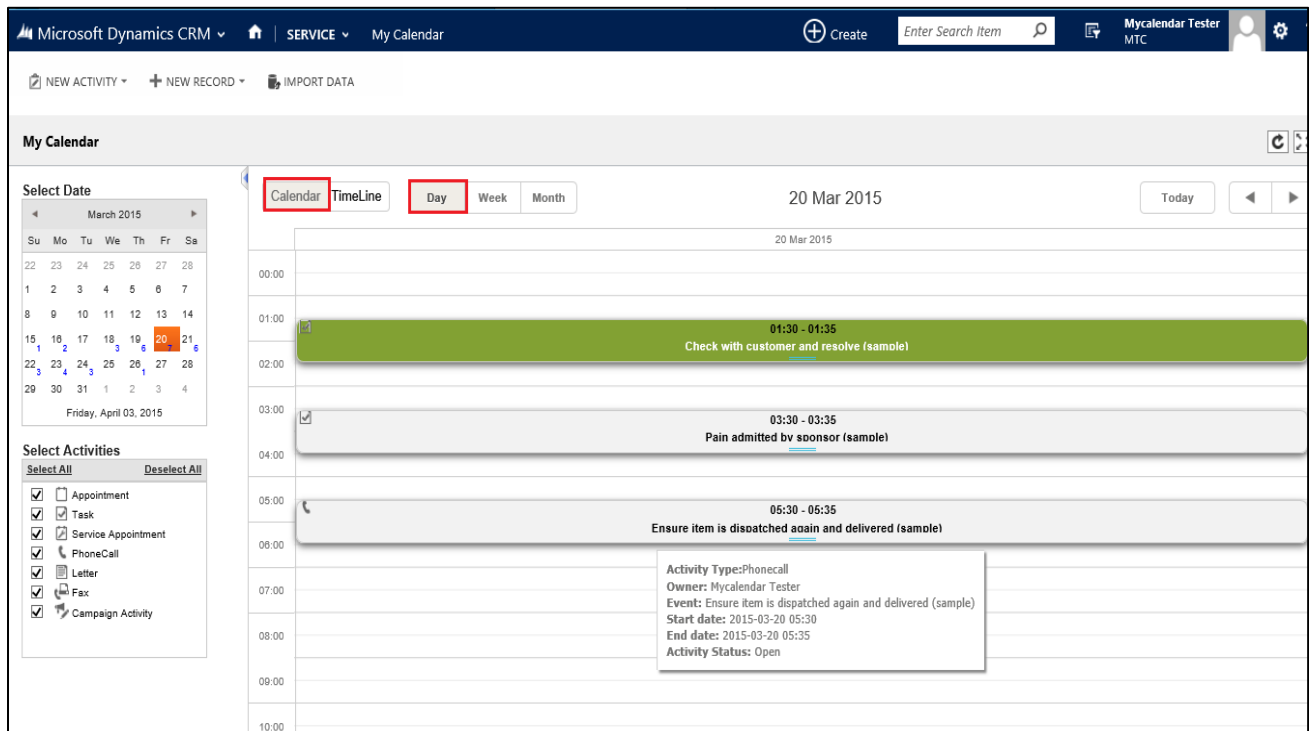 Microsoft Dynamics CRM SERVICE My Calendar Create Enter Search Item Mycalendar Tester
MTC
NEW ACTIVITY NEW RECORD IMPORT DATA
My Calendar
Select Date
March 2015
Su Mo Tu We Th Fr Sa
22 23 24 25 26 27 28
1 2 3 4 5 6 7
8 9 10 11 12 13 14
15 1 16 2 17 18 3 19 6 20 7 21 6
22 3 23 4 24 3 25 26 1 27 28
29 30 31 1 2 3 4
Friday, April 03, 2015
Select Activities
Select All Deselect All
Appointment
Task
Service Appointment
PhoneCall
Letter
Fax
Campaign Activity
Calendar TimeLine Day Week Month 20 Mar 2015 Today
20 Mar 2015
00:00
01:00
01:30 - 01:35
Check with customer and resolve (sample)
02:00
03:00
03:30 - 03:35
Pain admitted by sponsor (sample)
04:00
05:00
05:30 - 05:35
Ensure item is dispatched again and delivered (sample)
06:00
Activity Type:Phonecall
Owner: Mycalendar Tester
Event: Ensure item is dispatched again and delivered (sample)
Start date: 2015-03-20 05:30
End date: 2015-03-20 05:35
Activity Status: Open
07:00
08:00
09:00
10:00